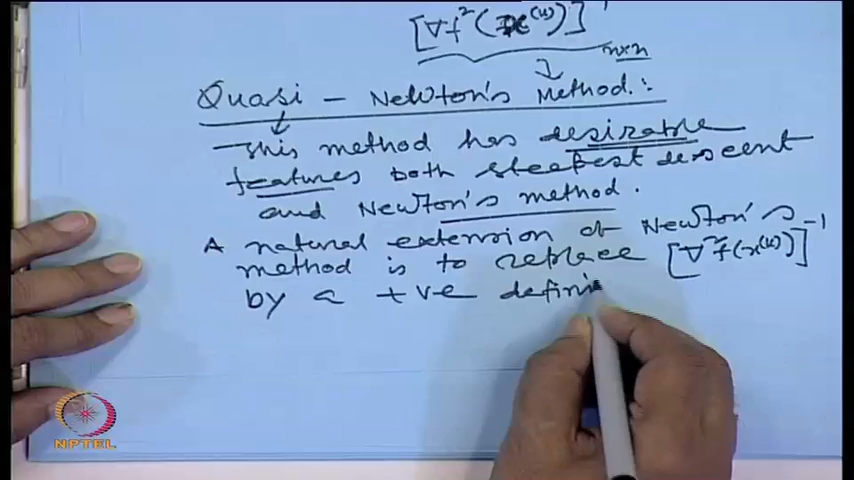 [∇f²(x^(k))]^-1
n×n
Quasi - Newton's Method.:
This method has desirable
features both steepest descent
and Newton's method.
A natural extension of Newton's
method is to replace [∇²f(x^(k))]^-1
by a +ve defini
NPTEL